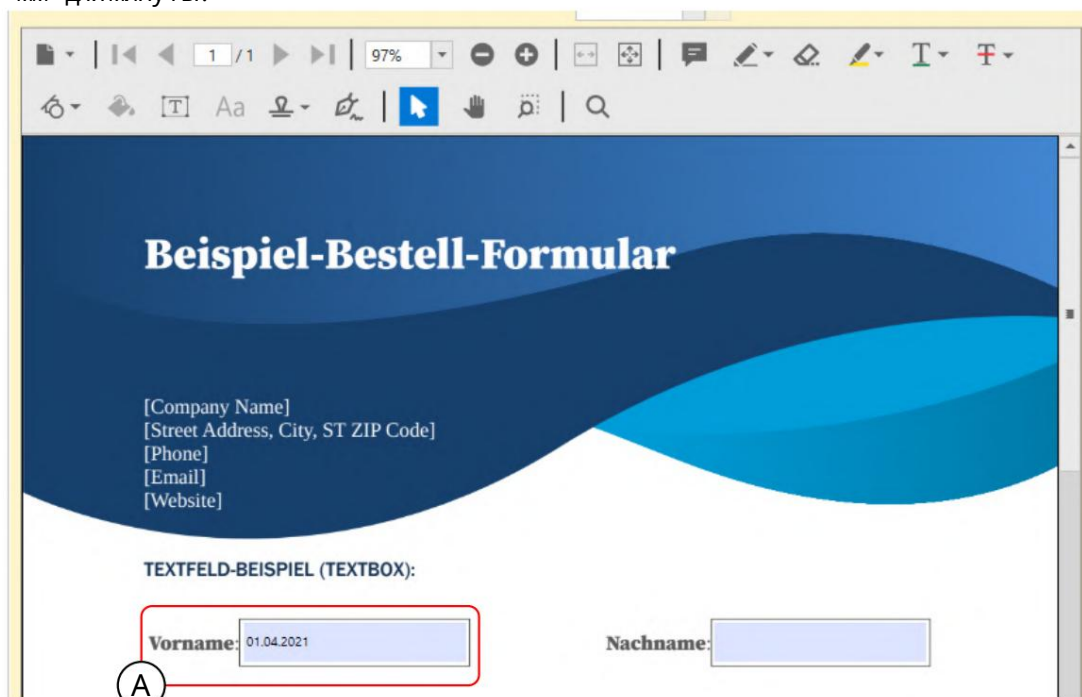 1 / 1
97%
T
T
T
Aa
Beispiel-Bestell-Formular
[Company Name]
[Street Address, City, ST ZIP Code]
[Phone]
[Email]
[Website]
TEXTFELD-BEISPIEL (TEXTBOX):
Vorname: 01.04.2021 Nachname:
A